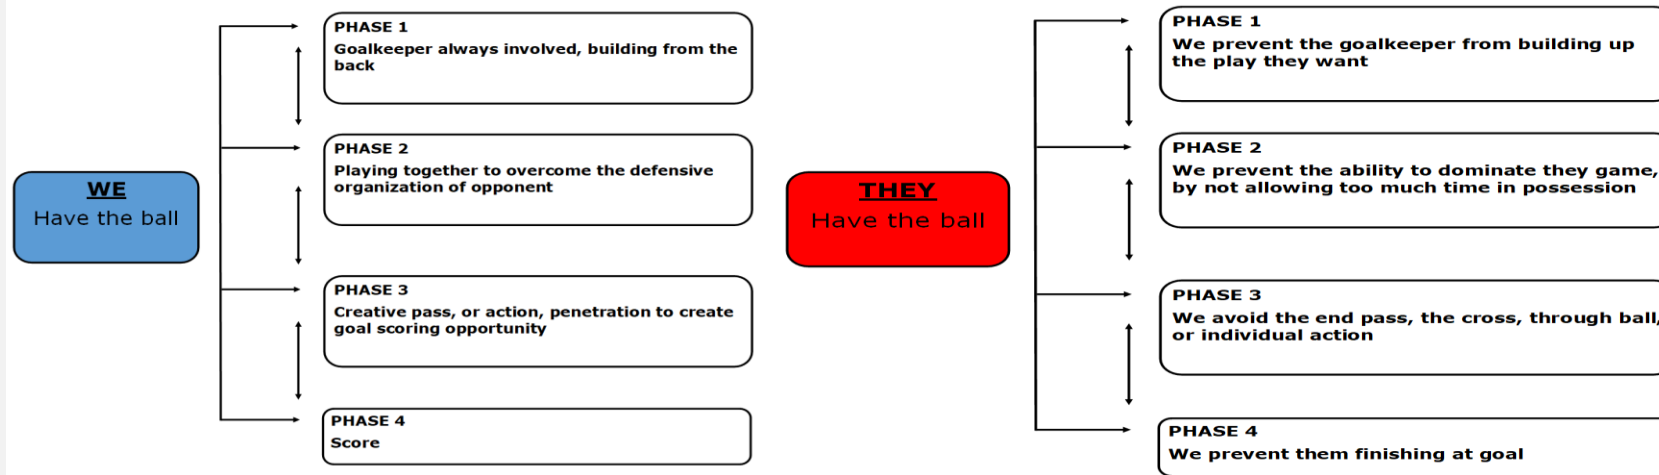 WE
Have the ball
PHASE 1
Goalkeeper always involved, building from the
back
PHASE 2
Playing together to overcome the defensive
organization of opponent
PHASE 3
Creative pass, or action, penetration to create
goal scoring opportunity
PHASE 4
Score
THEY
Have the ball
PHASE 1
We prevent the goalkeeper from building up
the play they want
PHASE 2
We prevent the ability to dominate they game,
by not allowing too much time in possession
PHASE 3
We avoid the end pass, the cross, through ball,
or individual action
PHASE 4
We prevent them finishing at goal